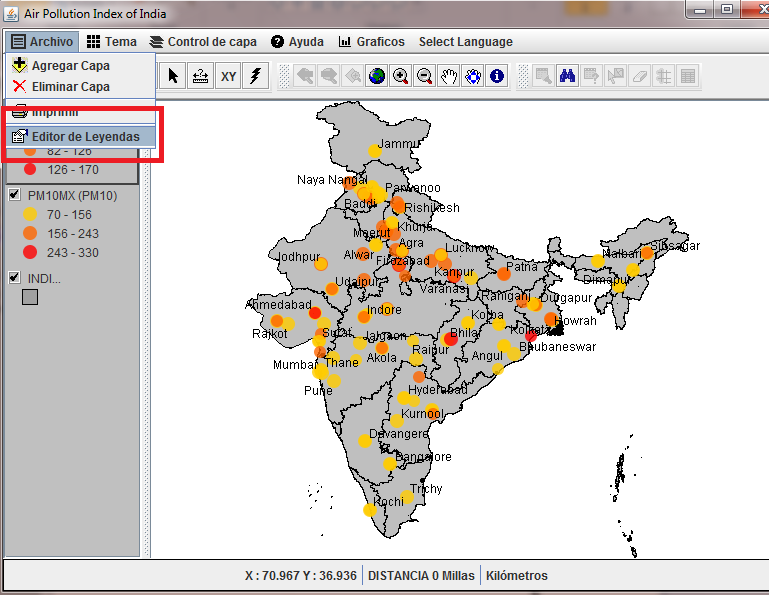 Air Pollution Index of India
Archivo Tema Control de capa Ayuda Graficos Select Language
Agregar Capa
Eliminar Capa
Imprimir
Editor de Leyendas
XY
82 - 126
126 - 170
PM10MX (PM10)
70 - 156
156 - 243
243 - 330
INDI...
Jammu
Naya Nangal
Parwanoo
Baddi
Rishikesh
Khurja
Meerut
Agra
Alwar
Lucknow
Firozabad
Jodhpur
Kanpur
Patna
Nalbari
Sibsagar
Dimapur
Udaipur
Varanasi
Raniganj
Durgapur
Ahmedabad
Indore
Korba
Howrah
Kolkata
Rajkot
Surat
Jalgaon
Bhilai
Raipur
Bhubaneswar
Akola
Angul
Mumbai
Thane
Pune
Hyderabad
Kurnool
Davangere
Bangalore
Trichy
Kochi
X : 70.967 Y : 36.936 DISTANCIA 0 Millas Kilómetros